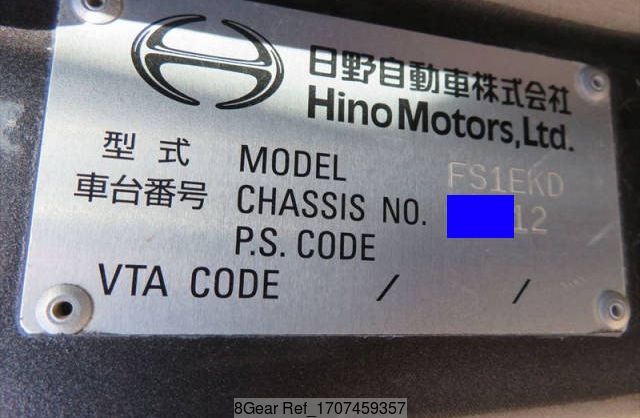 日野自動車株式会社
Hino Motors, Ltd.
型式 MODEL FS1EKD
車台番号 CHASSIS NO. 12
P.S. CODE
VTA CODE / /
8Gear Ref_1707459357